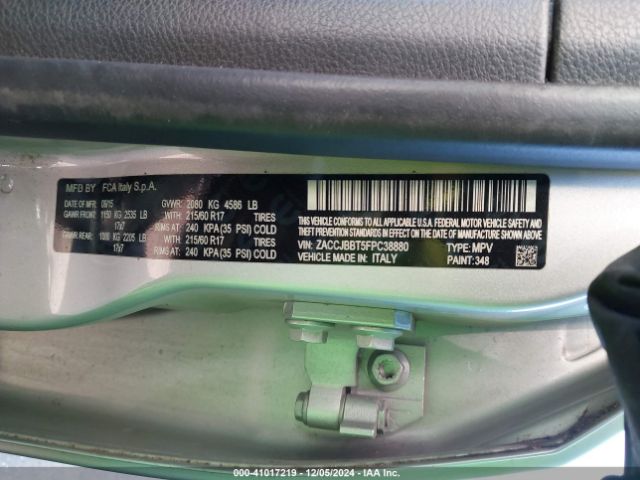 MFD BY FCA Italy S.p.A.
DATE OF MFR: 09/15 GVWR: 2080 KG 4586 LB
GAWR FRONT: 1150 KG 2535 LB WITH 215/60 R17 TIRES
17x7 RIMS AT: 240 KPA (35 PSI) COLD
GAWR REAR: 1000 KG 2205 LB WITH 215/60 R17 TIRES
17x7 RIMS AT: 240 KPA (35 PSI) COLD
THIS VEHICLE CONFORMS TO ALL APPLICABLE U.S.A. FEDERAL MOTOR
VEHICLE SAFETY, BUMPER, AND THEFT PREVENTION STANDARDS
IN EFFECT ON THE DATE OF MANUFACTURE SHOWN ABOVE.
VIN: ZACCJBBT5FPC38880 TYPE: MPV
VEHICLE MADE IN: ITALY PAINT: 348
000-41017219 - 12/05/2024 - IAA Inc.